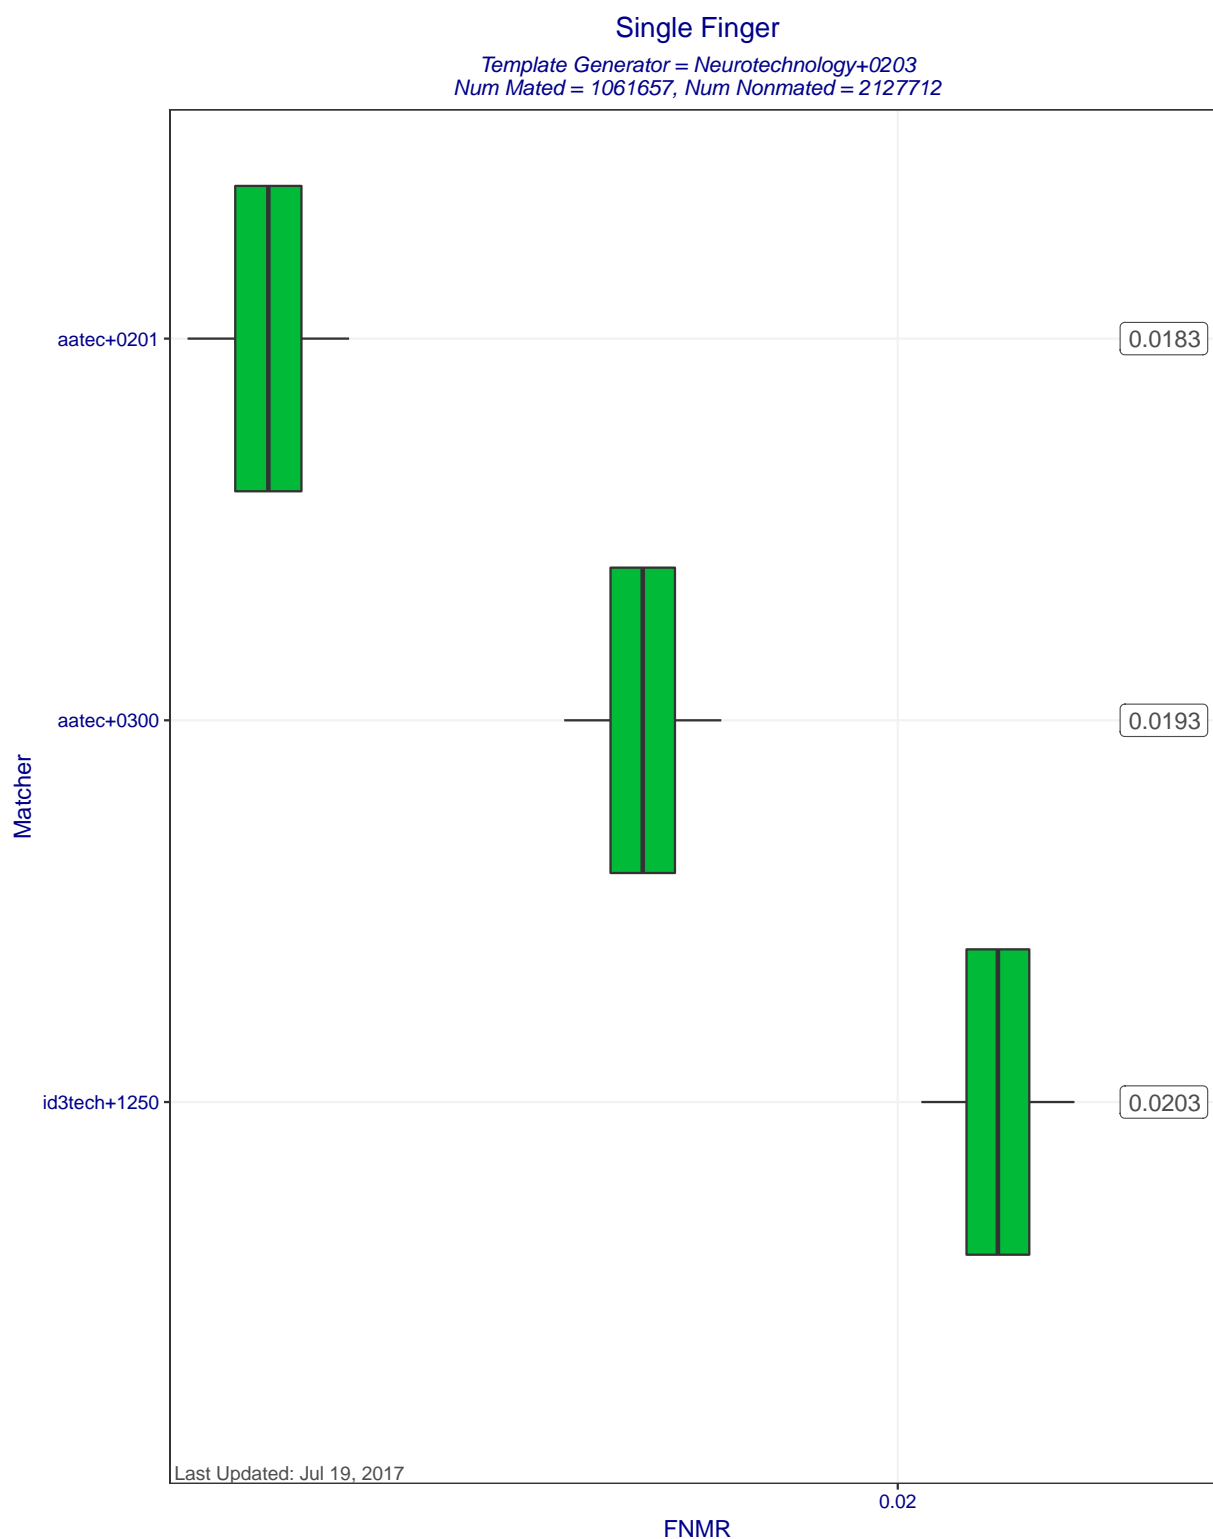 Single Finger
Template Generator = Neurotechnology+0203
Num Mated = 1061657, Num Nonmated = 2127712
aatec+0201
0.0183
aatec+0300
0.0193
Matcher
id3tech+1250
0.0203
Last Updated: Jul 19, 2017
0.02
FNMR